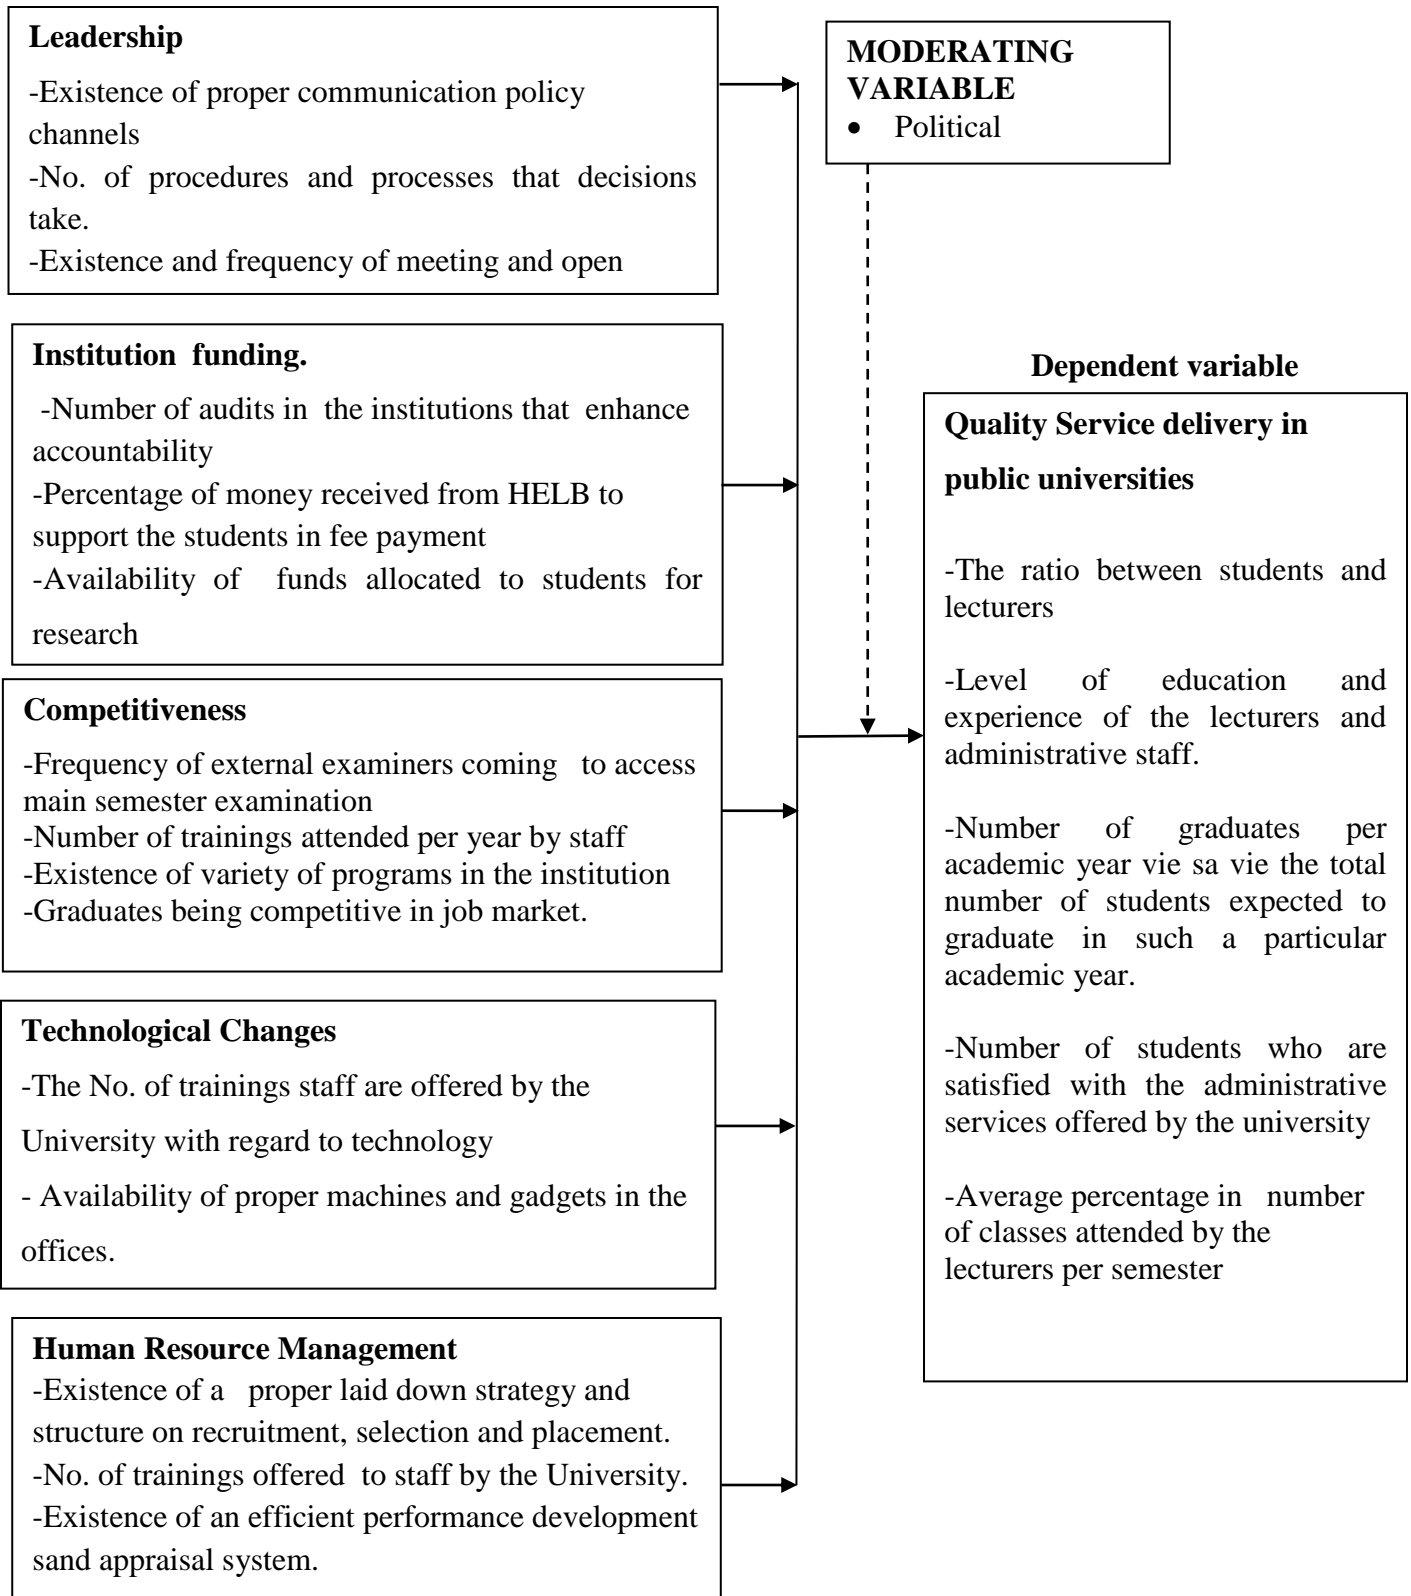 Leadership
-Existence of proper communication policy
channels
-No. of procedures and processes that decisions
take.
-Existence and frequency of meeting and open
Institution funding.
-Number of audits in the institutions that enhance
accountability
-Percentage of money received from HELB to
support the students in fee payment
-Availability of funds allocated to students for
research
Competitiveness
-Frequency of external examiners coming to access
main semester examination
-Number of trainings attended per year by staff
-Existence of variety of programs in the institution
-Graduates being competitive in job market.
Technological Changes
-The No. of trainings staff are offered by the
University with regard to technology
- Availability of proper machines and gadgets in the
offices.
Human Resource Management
-Existence of a proper laid down strategy and
structure on recruitment, selection and placement.
-No. of trainings offered to staff by the University.
-Existence of an efficient performance development
sand appraisal system.
MODERATING
VARIABLE
• Political
Dependent variable
Quality Service delivery in
public universities
-The ratio between students and
lecturers
-Level of education and
experience of the lecturers and
administrative staff.
-Number of graduates per
academic year vie sa vie the total
number of students expected to
graduate in such a particular
academic year.
-Number of students who are
satisfied with the administrative
services offered by the university
-Average percentage in number
of classes attended by the
lecturers per semester